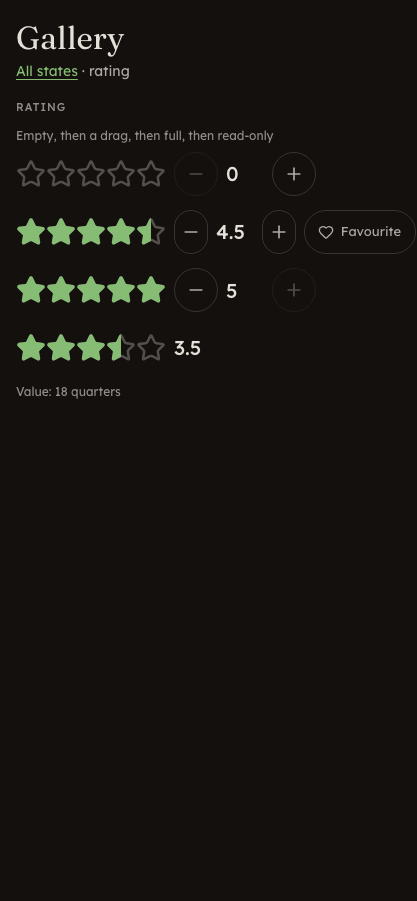 Gallery
All states · rating
RATING
Empty, then a drag, then full, then read-only
0
4.5 Favourite
5
3.5
Value: 18 quarters